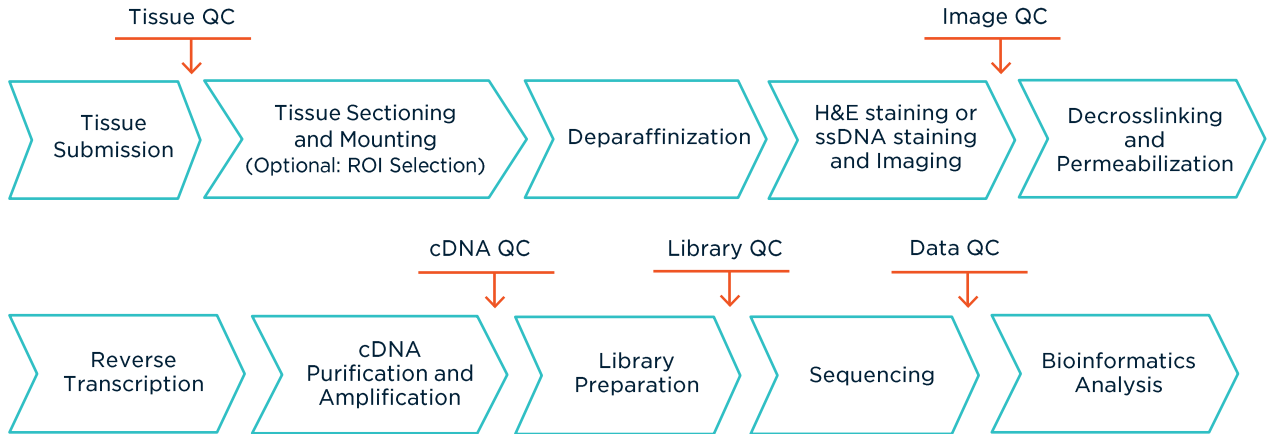 Tissue QC
Image QC
Tissue
Submission
Tissue Sectioning
and Mounting
(Optional: ROI Selection)
Deparaffinization
H&E staining or
ssDNA staining
and Imaging
Decrosslinking
and
Permeabilization
cDNA QC
Library QC
Data QC
Reverse
Transcription
cDNA
Purification and
Amplification
Library
Preparation
Sequencing
Bioinformatics
Analysis